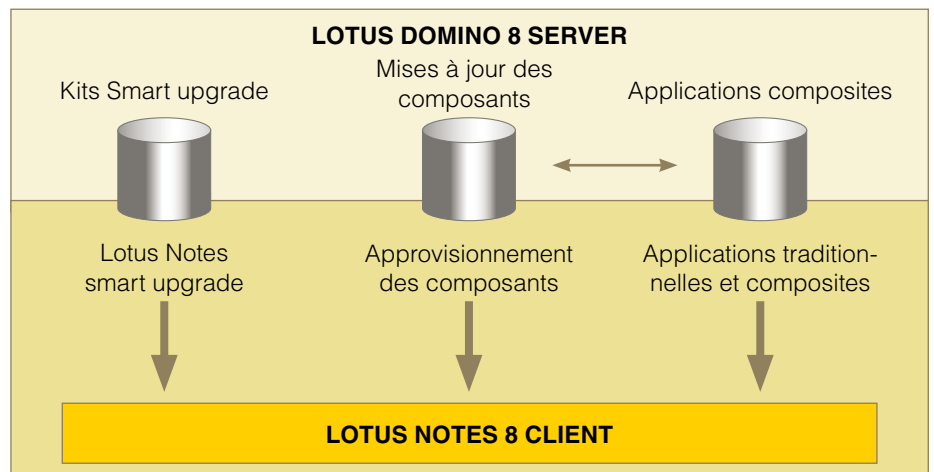 LOTUS DOMINO 8 SERVER
Kits Smart upgrade
Mises à jour des
composants
Applications composites
Lotus Notes
smart upgrade
Approvisionnement
des composants
Applications tradition-
nelles et composites
LOTUS NOTES 8 CLIENT